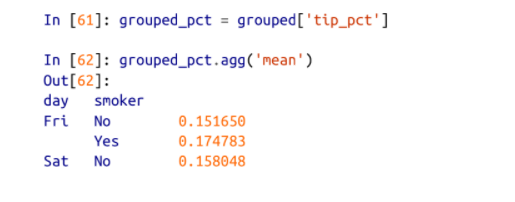 In [61]: grouped_pct = grouped['tip_pct']
In [62]: grouped_pct.agg('mean')
Out[62]:
day smoker
Fri No 0.151650
Yes 0.174783
Sat No 0.158048